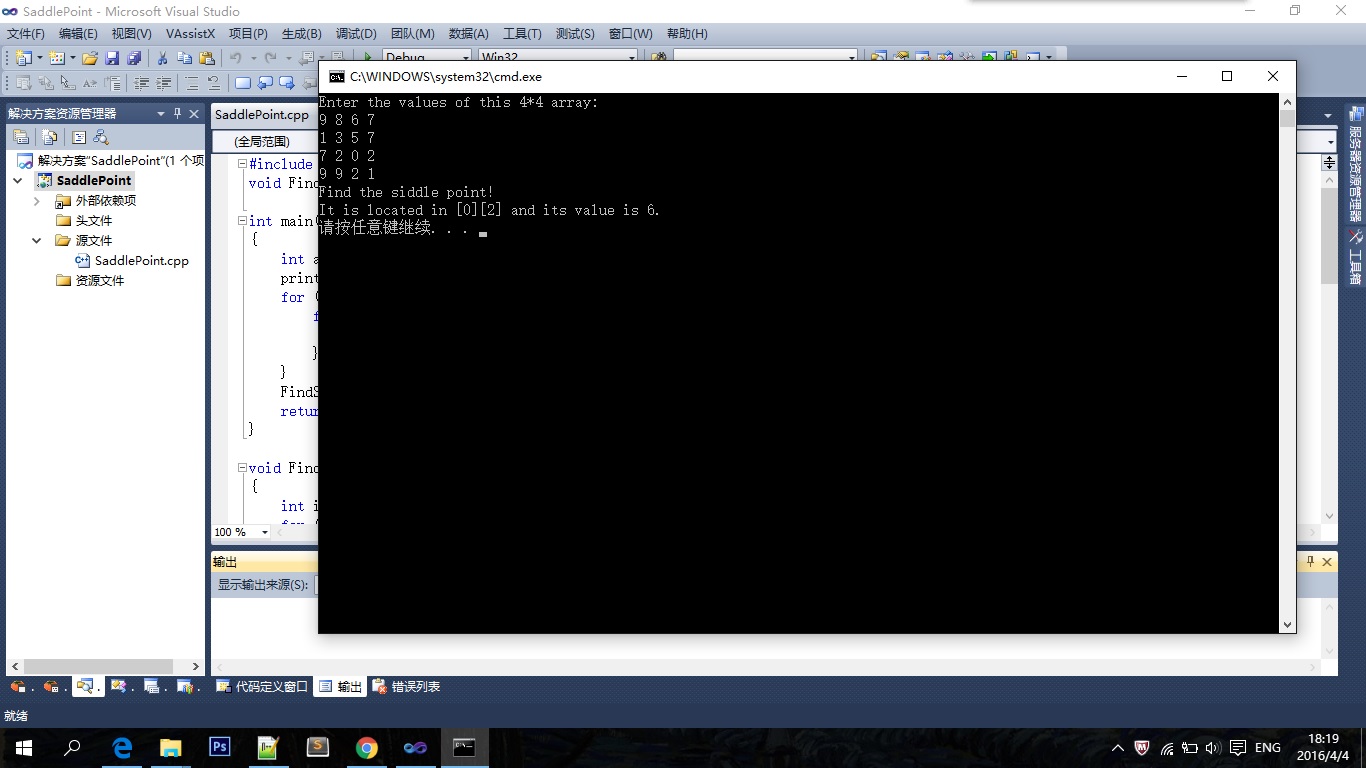 SaddlePoint - Microsoft Visual Studio
文件(F) 编辑(E) 视图(V) VAssistX 项目(P) 生成(B) 调试(D) 团队(M) 数据(A) 工具(T) 测试(S) 窗口(W) 帮助(H)
Debug Win32
解决方案资源管理器
解决方案"SaddlePoint"(1 个项
SaddlePoint
外部依赖项
头文件
源文件
SaddlePoint.cpp
资源文件
SaddlePoint.cpp
(全局范围)
#include
void Find
int main
{
int a
print
for (
f
}
}
FindS
retur
}
void Find
{
int i
for
100 %
C:\WINDOWS\system32\cmd.exe
Enter the values of this 4*4 array:
9 8 6 7
1 3 5 7
7 2 0 2
9 9 2 1
Find the siddle point!
It is located in [0][2] and its value is 6.
请按任意键继续. . .
服务器资源管理器
工具箱
输出
显示输出来源(S):
代码定义窗口 输出 错误列表
就绪
Ps
ENG
18:19
2016/4/4